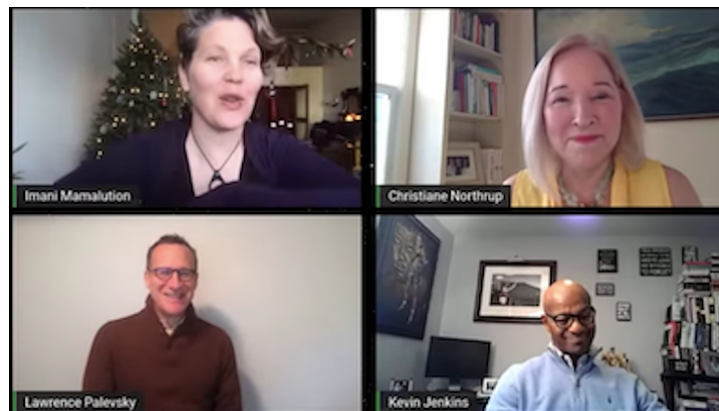 Imani Mamalution
Christiane Northrup
Lawrence Palevsky
Kevin Jenkins